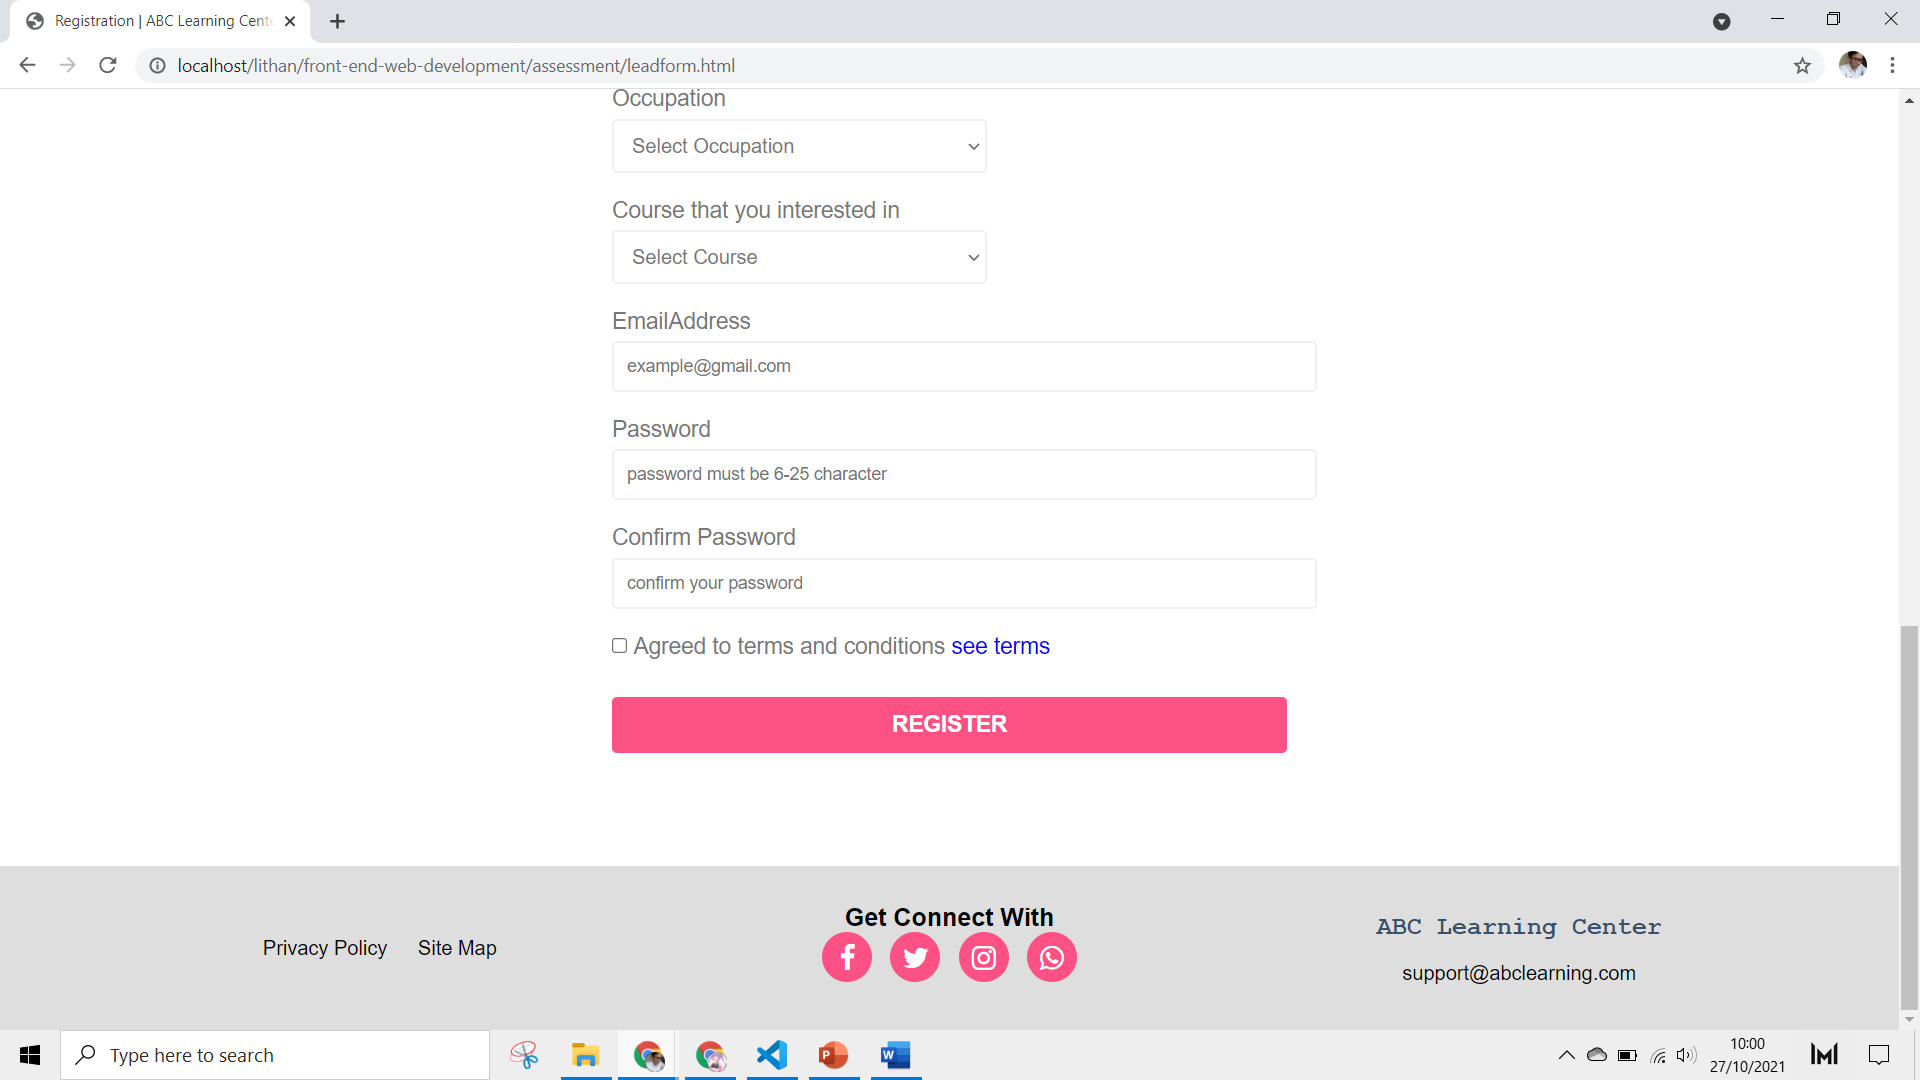 Registration | ABC Learning Cent
localhost/lithan/front-end-web-development/assessment/leadform.html
Occupation
Select Occupation
Course that you interested in
Select Course
EmailAddress
example@gmail.com
Password
password must be 6-25 character
Confirm Password
confirm your password
Agreed to terms and conditions see terms
REGISTER
Privacy Policy Site Map
Get Connect With
ABC Learning Center
support@abclearning.com
Type here to search
10:00
27/10/2021